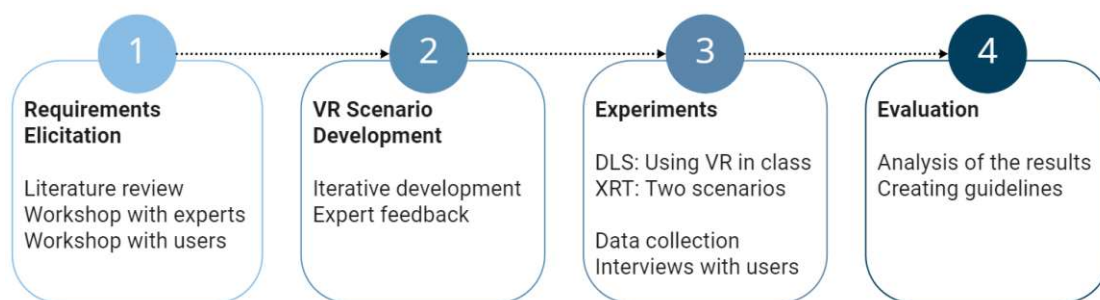 1
Requirements
Elicitation
Literature review
Workshop with experts
Workshop with users
2
VR Scenario
Development
Iterative development
Expert feedback
3
Experiments
DLS: Using VR in class
XRT: Two scenarios
Data collection
Interviews with users
4
Evaluation
Analysis of the results
Creating guidelines